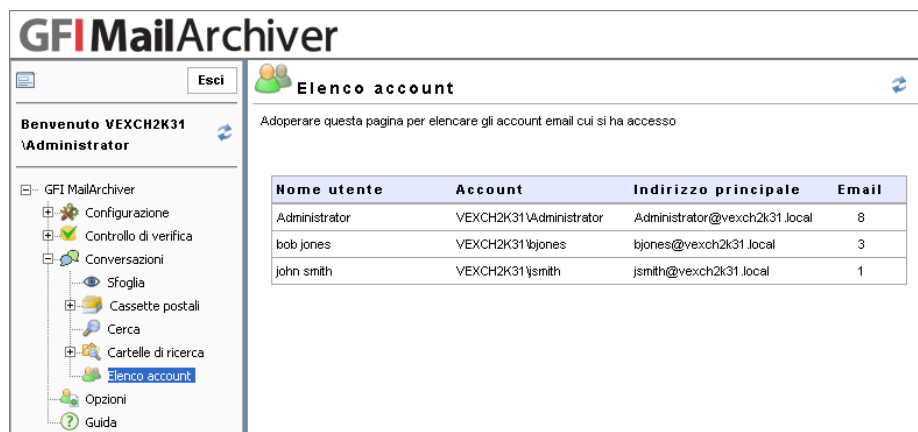 GFI MailArchiver
Esci
Benvenuto VEXCH2K31
\Administrator
GFI MailArchiver
Configurazione
Controllo di verifica
Conversazioni
Sfoglia
Cassette postali
Cerca
Cartelle di ricerca
Elenco account
Opzioni
Guida
Elenco account
Adoperare questa pagina per elencare gli account email cui si ha accesso
Nome utente Account Indirizzo principale Email
Administrator VEXCH2K31\Administrator Administrator@vexch2k31.local 8
bob jones VEXCH2K31\bjones bjones@vexch2k31.local 3
john smith VEXCH2K31\jsmith jsmith@vexch2k31.local 1